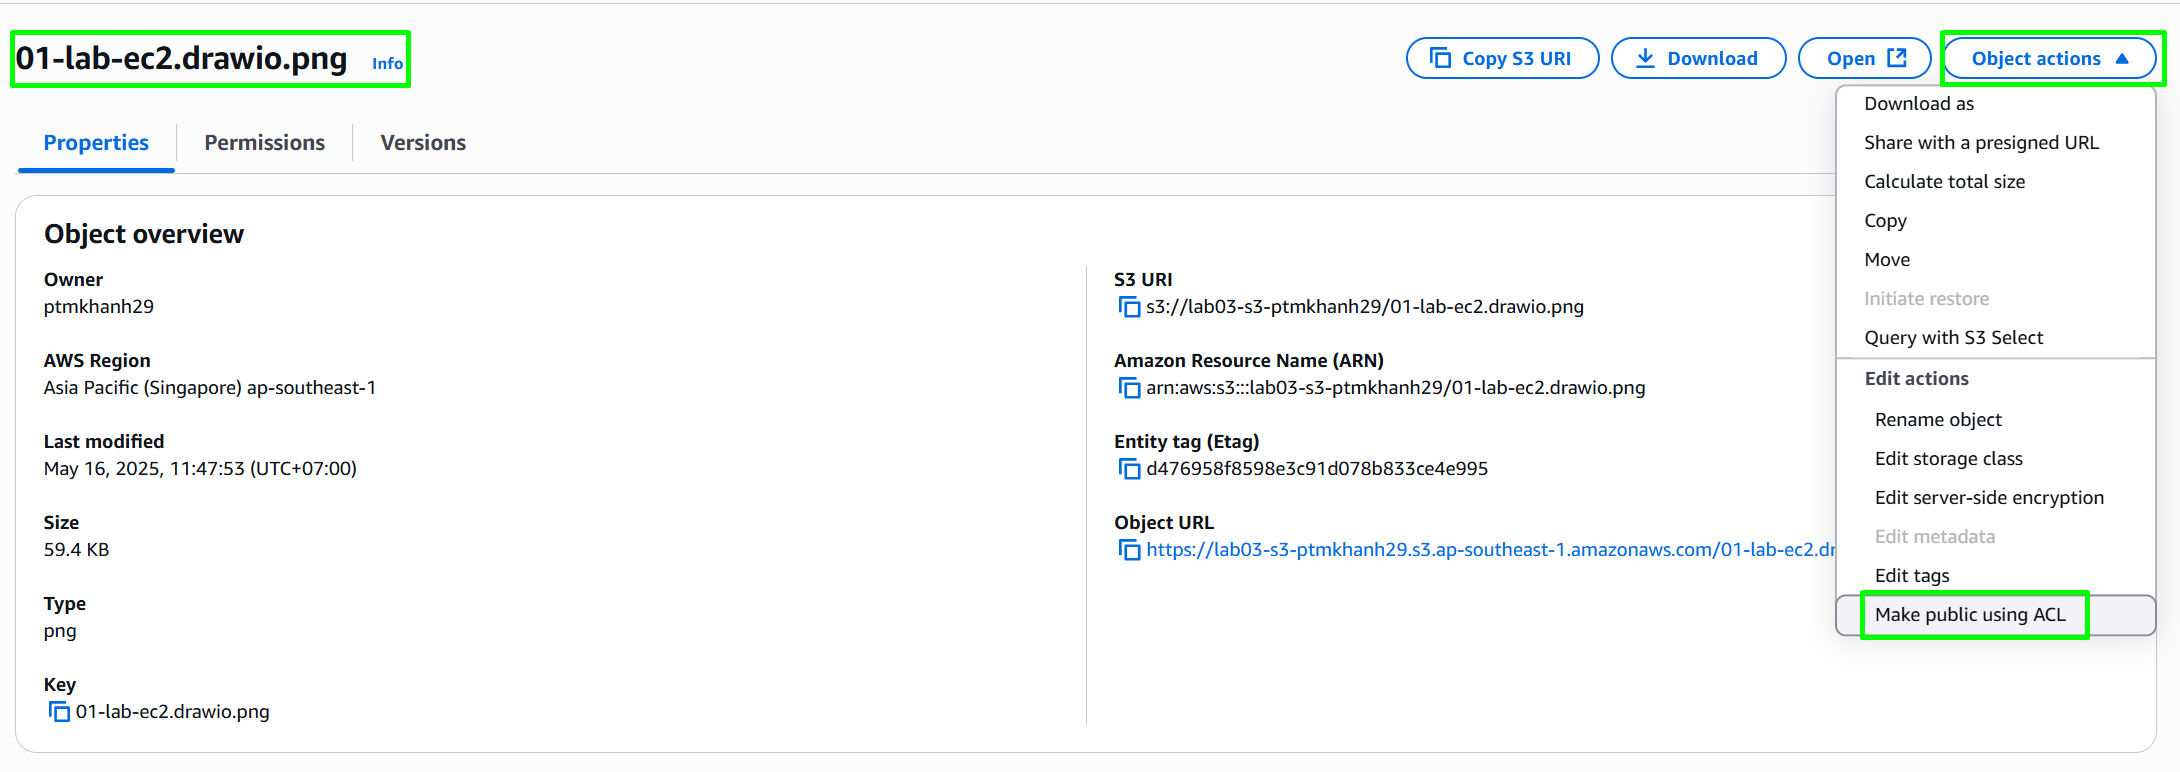 01-lab-ec2.drawio.png Info
Copy S3 URI
Download
Open
Object actions
Download as
Share with a presigned URL
Calculate total size
Copy
Move
Initiate restore
Query with S3 Select
Edit actions
Rename object
Edit storage class
Edit server-side encryption
Edit metadata
Edit tags
Make public using ACL
Properties
Permissions
Versions
Object overview
Owner
ptmkhanh29
AWS Region
Asia Pacific (Singapore) ap-southeast-1
Last modified
May 16, 2025, 11:47:53 (UTC+07:00)
Size
59.4 KB
Type
png
Key
01-lab-ec2.drawio.png
S3 URI
s3://lab03-s3-ptmkhanh29/01-lab-ec2.drawio.png
Amazon Resource Name (ARN)
arn:aws:s3:::lab03-s3-ptmkhanh29/01-lab-ec2.drawio.png
Entity tag (Etag)
d476958f8598e3c91d078b833ce4e995
Object URL
https://lab03-s3-ptmkhanh29.s3.ap-southeast-1.amazonaws.com/01-lab-ec2.dr